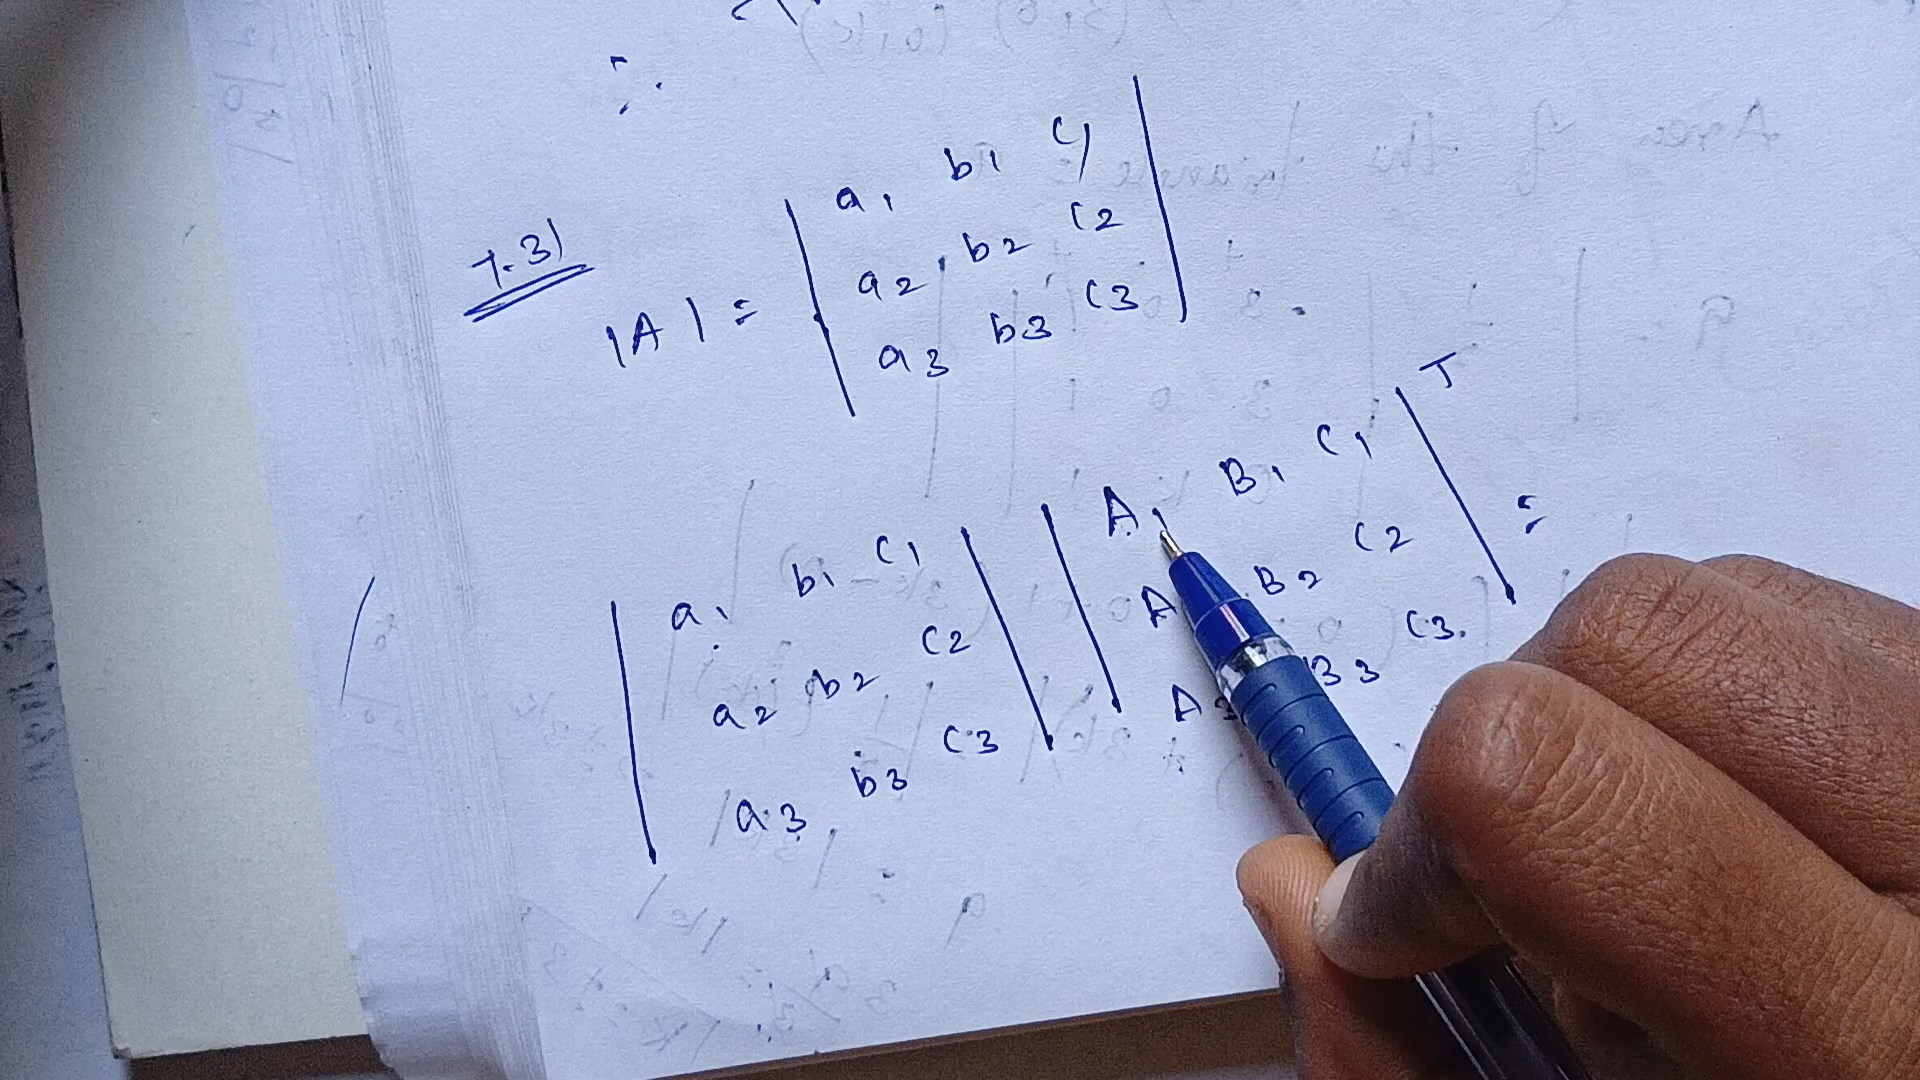 ∴
7.3)
|A| = | a1 b1 c1 |
a2 b2 c2
a3 b3 c3
| a1 b1 c1 | | A1 B1 C1 |T =
a2 b2 c2 A B2 C2
a3 b3 c3 A3 B3 C3